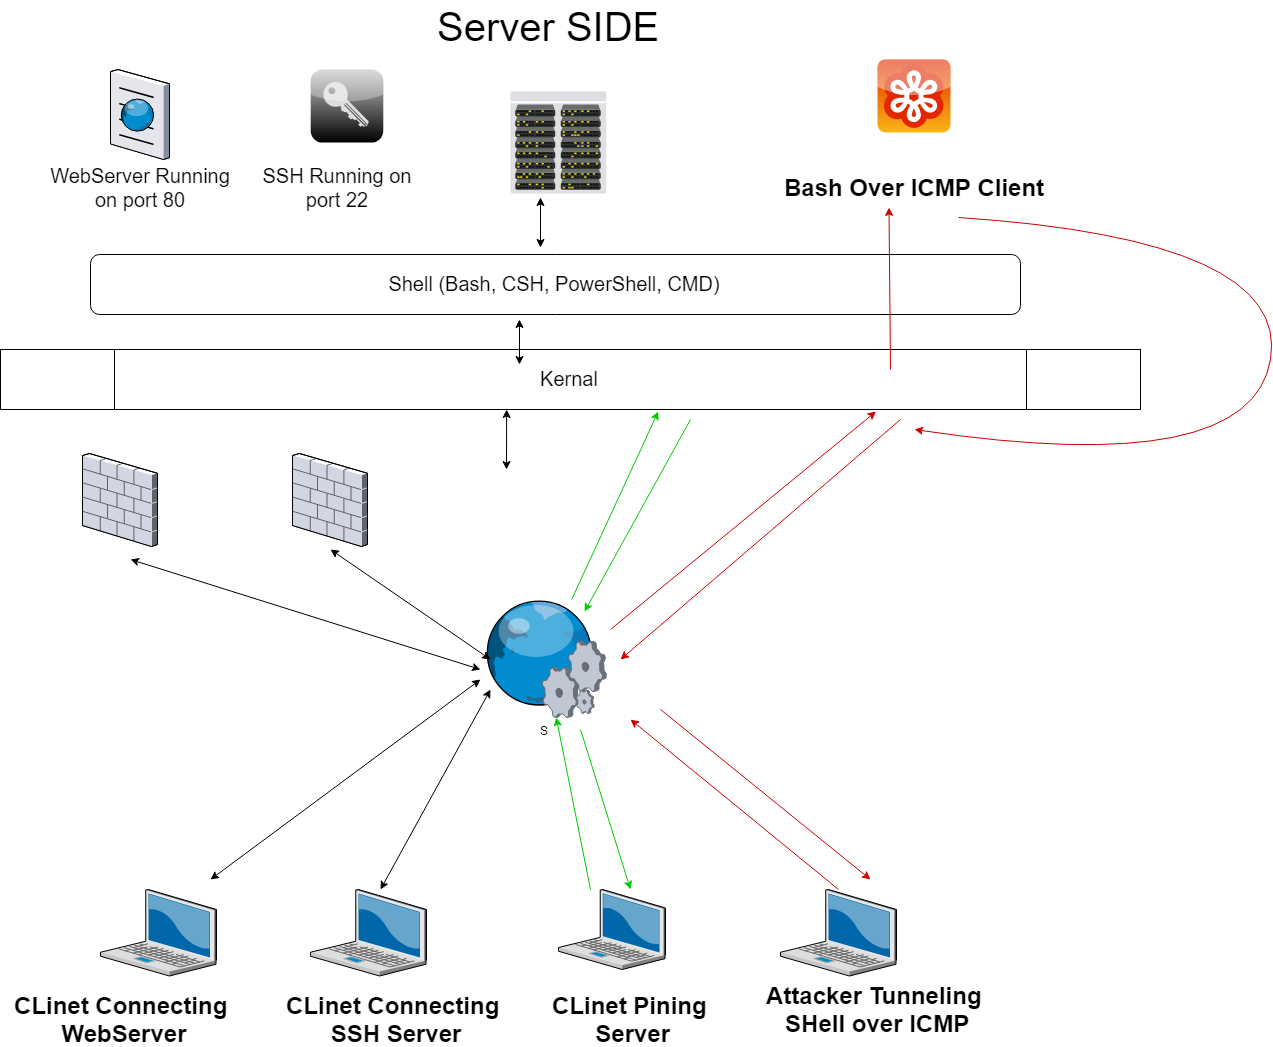 Server SIDE
WebServer Running
on port 80
SSH Running on
port 22
Bash Over ICMP Client
Shell (Bash, CSH, PowerShell, CMD)
Kernal
S
CLinet Connecting
WebServer
CLinet Connecting
SSH Server
CLinet Pining
Server
Attacker Tunneling
SHell over ICMP